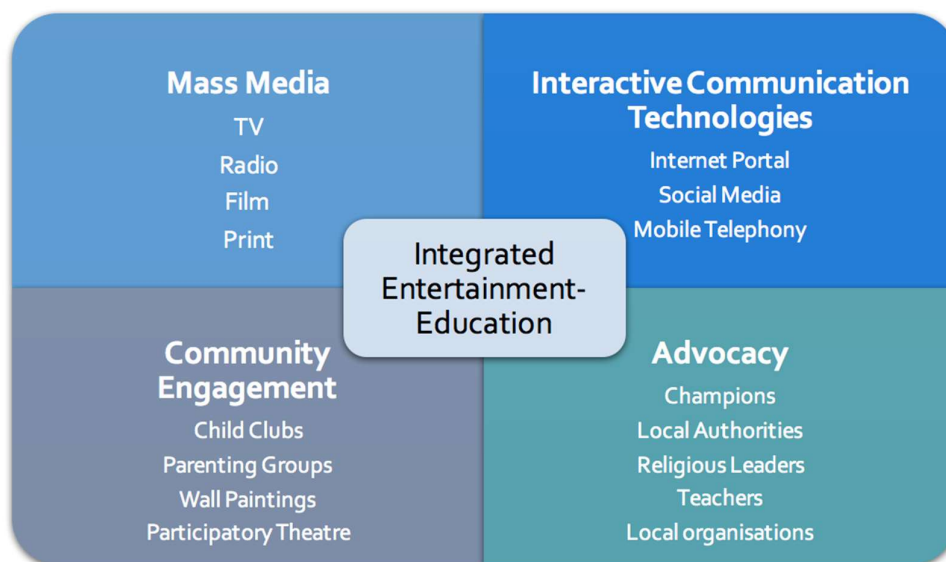 Mass Media
TV
Radio
Film
Print
Interactive Communication
Technologies
Internet Portal
Social Media
Mobile Telephony
Integrated
Entertainment-
Education
Community
Engagement
Child Clubs
Parenting Groups
Wall Paintings
Participatory Theatre
Advocacy
Champions
Local Authorities
Religious Leaders
Teachers
Local organisations